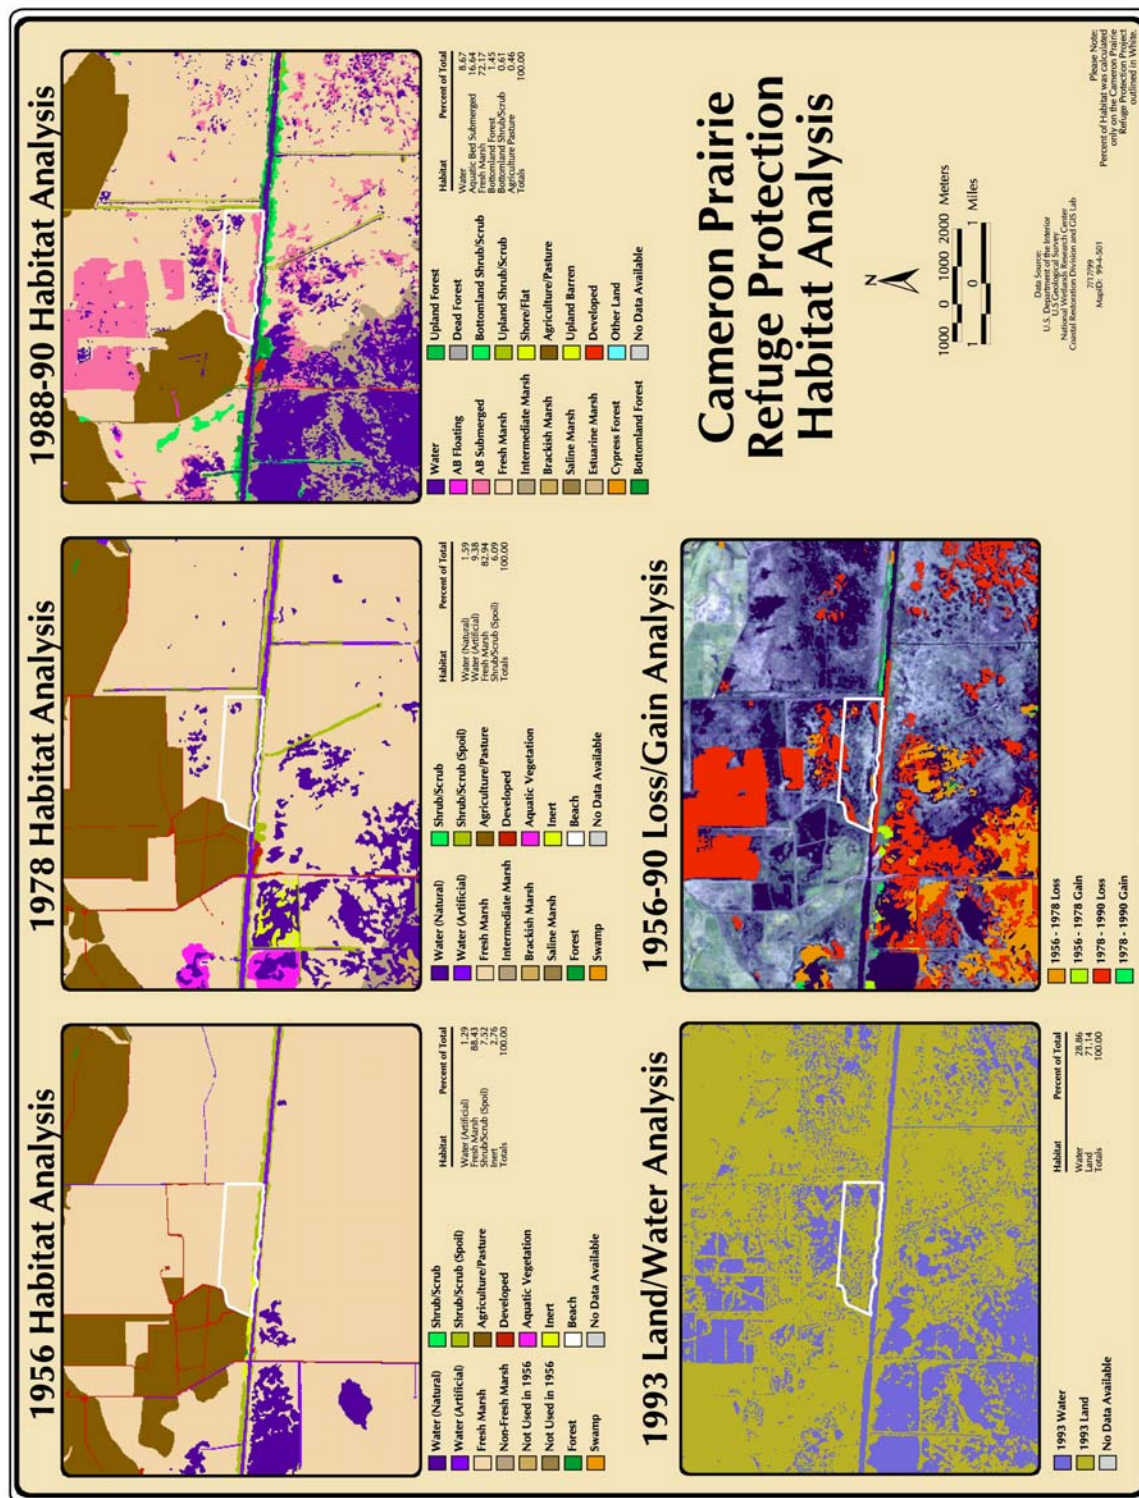 1956 Habitat Analysis
Water (Natural)
Water (Artificial)
Fresh Marsh
Non-Fresh Marsh
Not Used in 1956
Not Used in 1956
Forest
Swamp
Shrub/Scrub
Shrub/Scrub (Spoil)
Agriculture/Pasture
Developed
Aquatic Vegetation
Inert
Beach
No Data Available
Habitat Percent of Total
Water (Artificial) 1.29
Fresh Marsh 88.43
Shrub/Scrub (Spoil) 7.52
Inert 2.76
Totals 100.00
1978 Habitat Analysis
Water (Natural)
Water (Artificial)
Fresh Marsh
Intermediate Marsh
Brackish Marsh
Saline Marsh
Forest
Swamp
Shrub/Scrub
Shrub/Scrub (Spoil)
Agriculture/Pasture
Developed
Aquatic Vegetation
Inert
Beach
No Data Available
Habitat Percent of Total
Water (Natural) 1.59
Water (Artificial) 9.38
Fresh Marsh 82.94
Shrub/Scrub (Spoil) 6.09
Totals 100.00
1988-90 Habitat Analysis
Water
AB Floating
AB Submerged
Fresh Marsh
Intermediate Marsh
Brackish Marsh
Saline Marsh
Estuarine Marsh
Cypress Forest
Bottomland Forest
Upland Forest
Dead Forest
Bottomland Shrub/Scrub
Upland Shrub/Scrub
Shore/Flat
Agriculture/Pasture
Upland Barren
Developed
Other Land
No Data Available
Habitat Percent of Total
Water 8.67
Aquatic Bed Submerged 16.64
Fresh Marsh 72.17
Bottomland Forest 1.45
Bottomland Shrub/Scrub 0.61
Agriculture Pasture 0.46
Totals 100.00
1993 Land/Water Analysis
1993 Water
1993 Land
No Data Available
Habitat Percent of Total
Water 28.86
Land 71.14
Totals 100.00
1956-90 Loss/Gain Analysis
1956 - 1978 Loss
1956 - 1978 Gain
1978 - 1990 Loss
1978 - 1990 Gain
Cameron Prairie
Refuge Protection
Habitat Analysis
N
1000 0 1000 2000 Meters
1 0 1 Miles
Data Source:
U.S. Department of the Interior
U.S Geological Survey
National Wetlands Research Center
Coastal Restoration Division and GIS Lab
7/17/99
MapID: 99-4-501
Please Note:
Percent of Habitat was calculated
only on the Cameron Prairie
Refuge Protection Project
outlined in White.